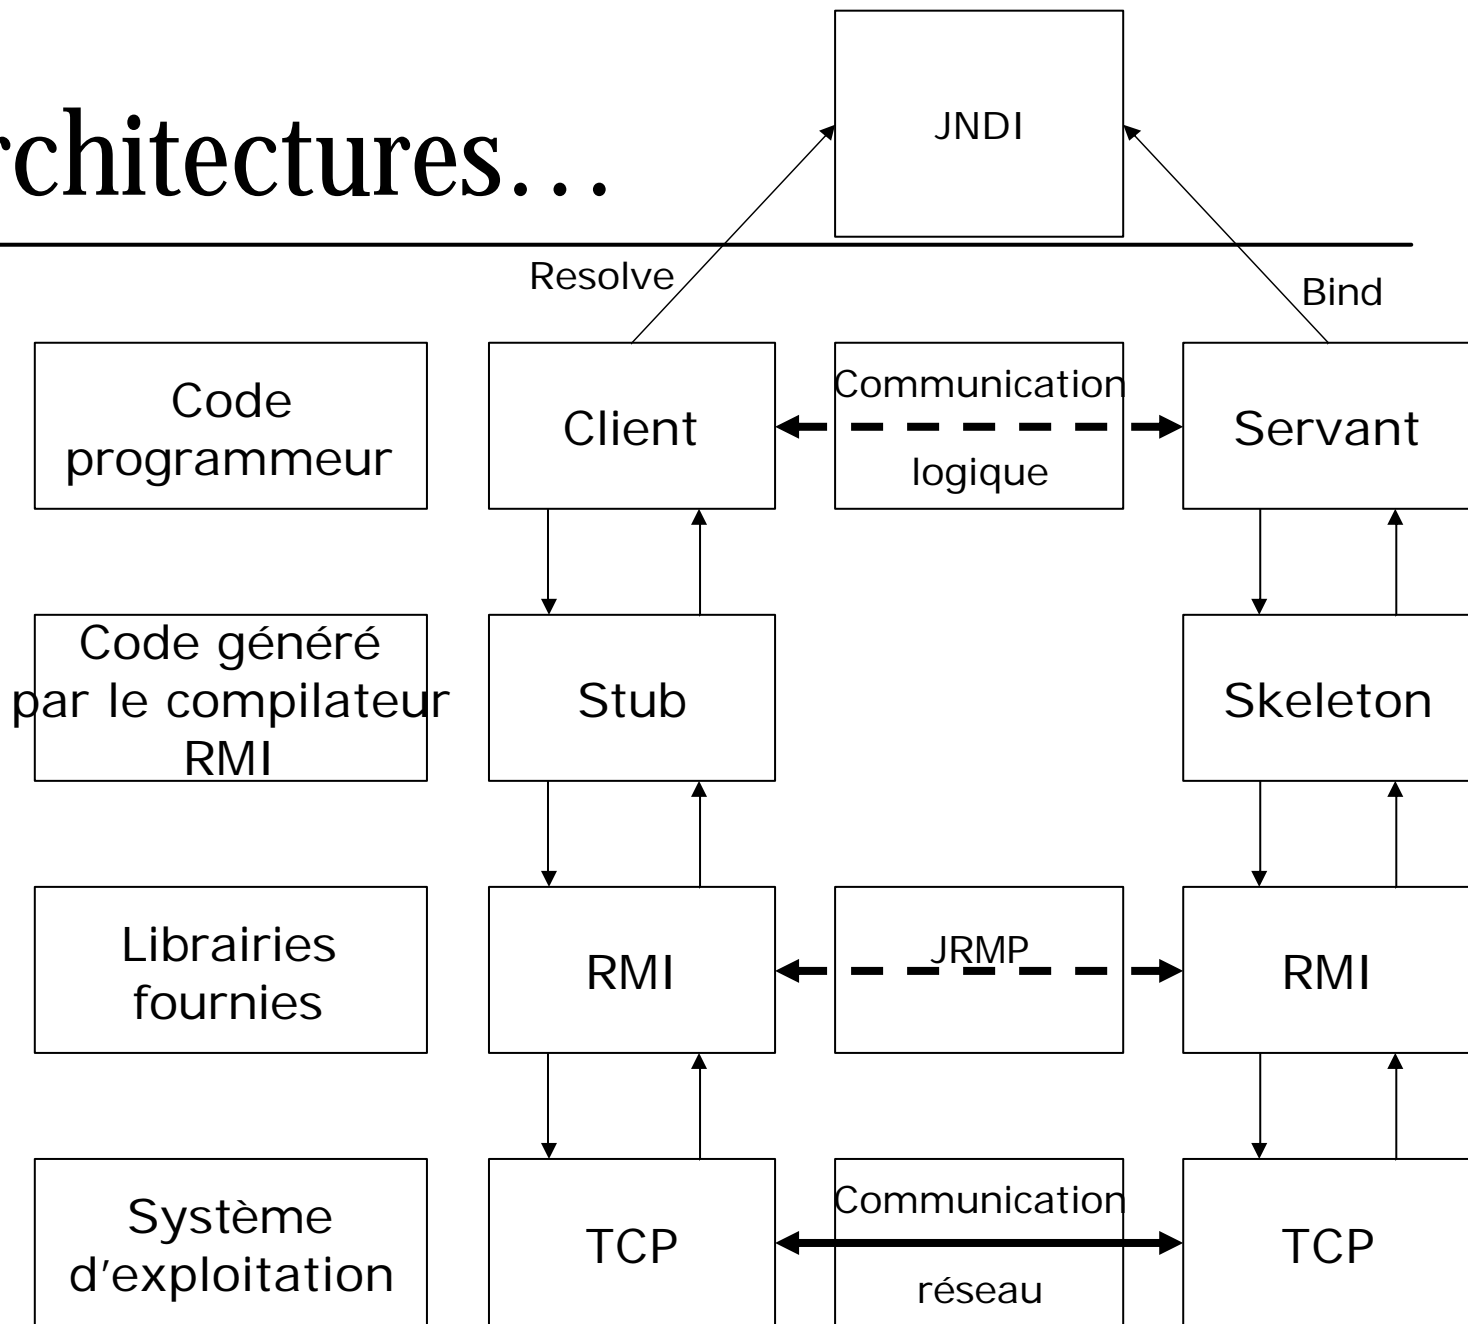 JNDI
rchitectures…
Resolve
Bind
Code
programmeur
Client
Communication
logique
Servant
Code généré
par le compilateur
RMI
Stub
Skeleton
Librairies
fournies
RMI
JRMP
RMI
Système
d'exploitation
TCP
Communication
réseau
TCP